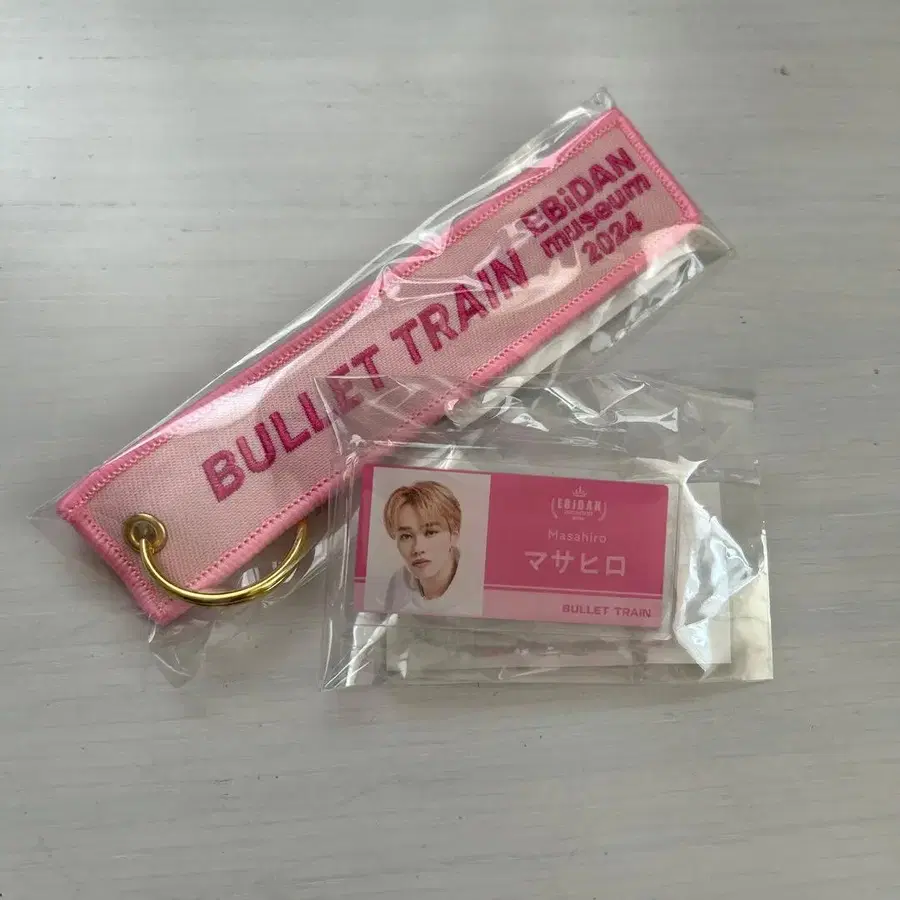 BULLET TRAIN
EBiDAN
museum
2024
EBiDAN
Masahiro
マサヒロ
BULLET TRAIN